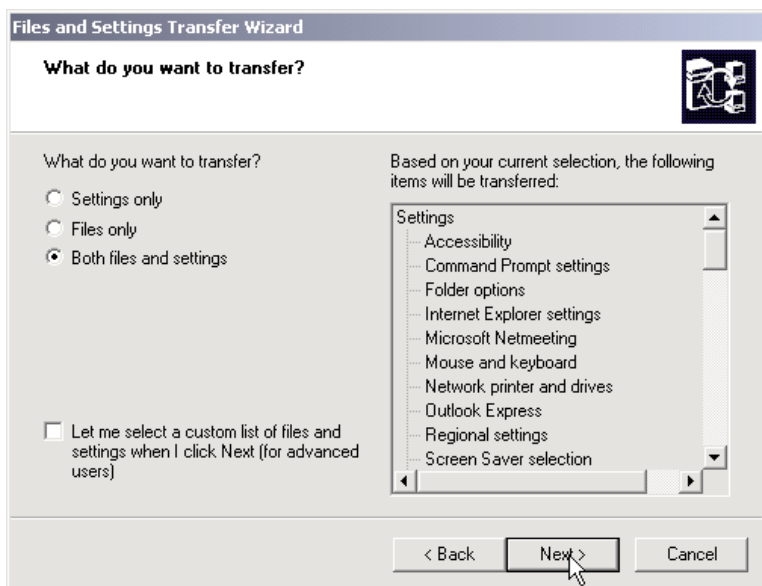 Files and Settings Transfer Wizard
What do you want to transfer?
What do you want to transfer?
Settings only
Files only
Both files and settings
Let me select a custom list of files and
settings when I click Next (for advanced
users)
Based on your current selection, the following
items will be transferred:
Settings
Accessibility
Command Prompt settings
Folder options
Internet Explorer settings
Microsoft Netmeeting
Mouse and keyboard
Network printer and drives
Outlook Express
Regional settings
Screen Saver selection
< Back
Next >
Cancel